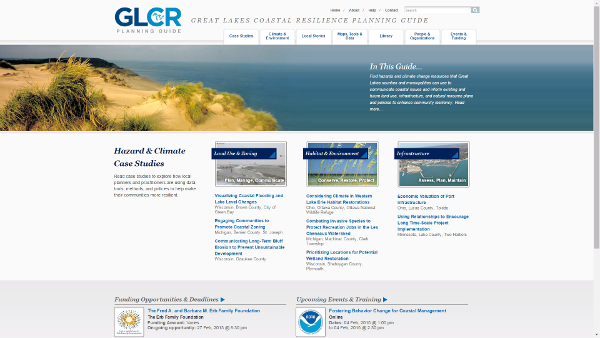 Home / About / Help / Contact Search
GLCR
PLANNING GUIDE
GREAT LAKES COASTAL RESILIENCE PLANNING GUIDE
Case Studies Climate & Environment Local Stories Maps, Tools & Data Library People & Organizations Events & Funding
In This Guide...
Find hazards and climate change resources that Great
Lakes counties and municipalities can use to
communicate coastal issues and inform existing and
future land use, infrastructure, and natural resource plans
and policies to enhance community resiliency. Read
more...
Hazard & Climate
Case Studies
Read case studies to explore how local
planners and practitioners are using data,
tools, methods, and policies to help make
their communities more resilient.
Local Use & Zoning
Plan, Manage, Communicate
Visualizing Coastal Flooding and
Lake Level Changes
Wisconsin, Brown County, City of
Green Bay
Engaging Communities to
Promote Coastal Zoning
Michigan, Berrien County, St. Joseph
Communicating Long-Term Bluff
Erosion to Prevent Unsustainable
Development
Wisconsin, Ozaukee County
Habitat & Environment
Conserve, Restore, Protect
Considering Climate in Western
Lake Erie Habitat Restorations
Ohio, Ottawa County, Ottawa National
Wildlife Refuge
Combating Invasive Species to
Protect Recreation Jobs in the Les
Cheneaux Watershed
Michigan, Mackinac County, Clark
Township
Prioritizing Locations for Potential
Wetland Restoration
Wisconsin, Sheboygan County,
Plymouth
Infrastructure
Assess, Plan, Maintain
Economic Valuation of Port
Infrastructure
Ohio, Lucas County, Toledo
Using Relationships to Encourage
Long Time-Scale Project
Implementation
Minnesota, Lake County, Two Harbors
Funding Opportunities & Deadlines
The Fred A. and Barbara M. Erb Family Foundation
The Erb Family Foundation
Funding Amount: Varies
Ongoing opportunity: 27 Feb, 2015 @ 5:30 pm
Upcoming Events & Training
Fostering Behavior Change for Coastal Management
Online
Dates: 04 Feb, 2015 @ 1:00 pm
to 04 Feb, 2015 @ 2:30 pm